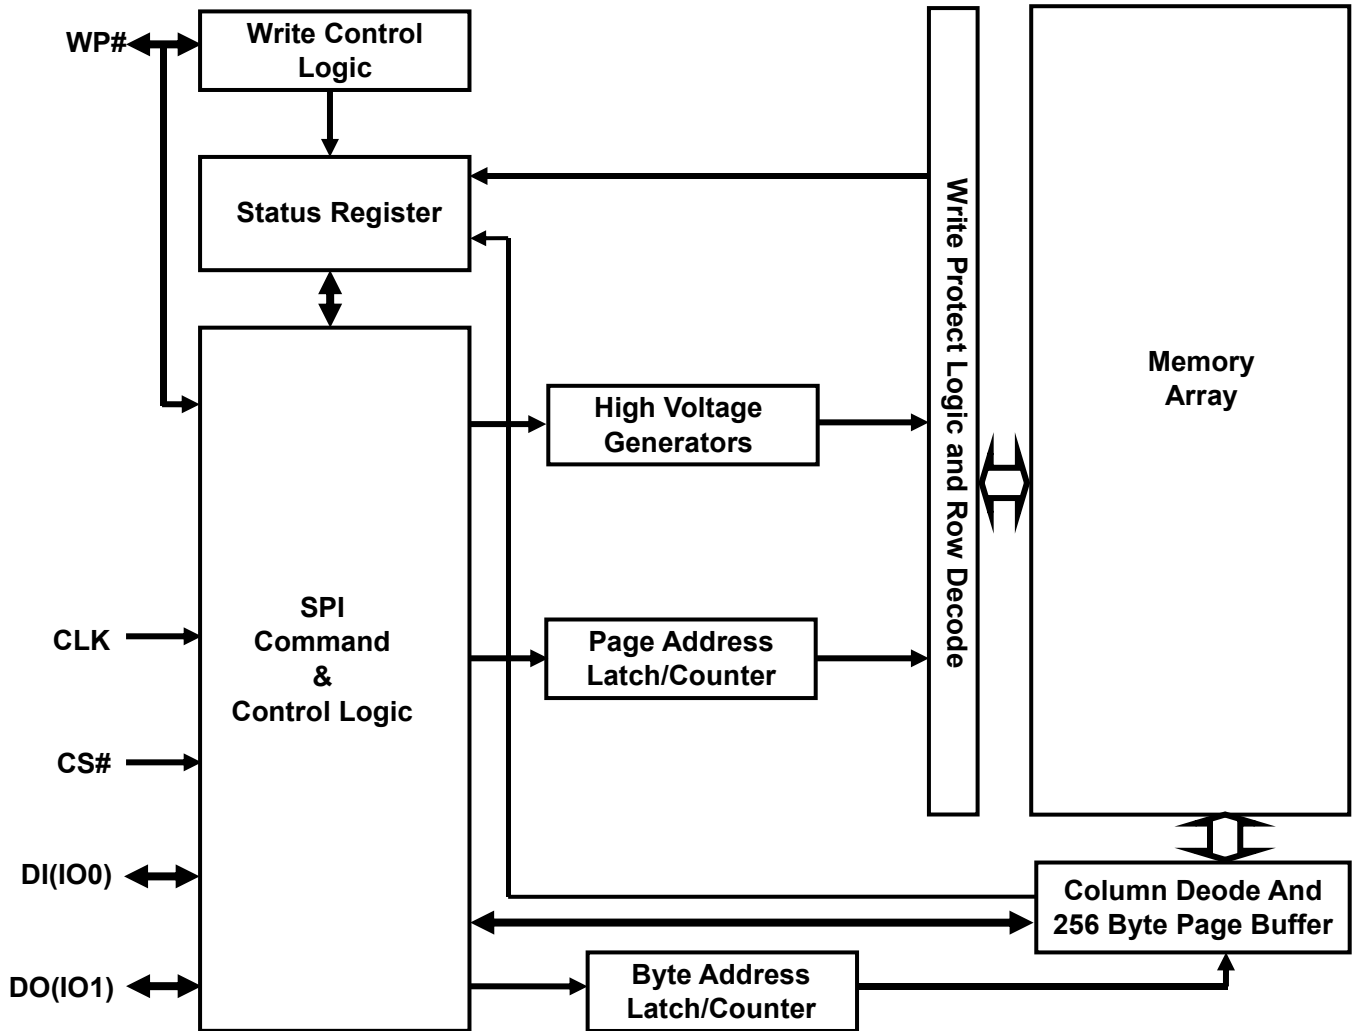 WP#
Write Control
Logic
Status Register
High Voltage
Generators
Write Protect Logic and Row Decode
Memory
Array
SPI
Command
&
Control Logic
CLK
Page Address
Latch/Counter
CS#
DI(IO0)
Column Deode And
256 Byte Page Buffer
DO(IO1)
Byte Address
Latch/Counter